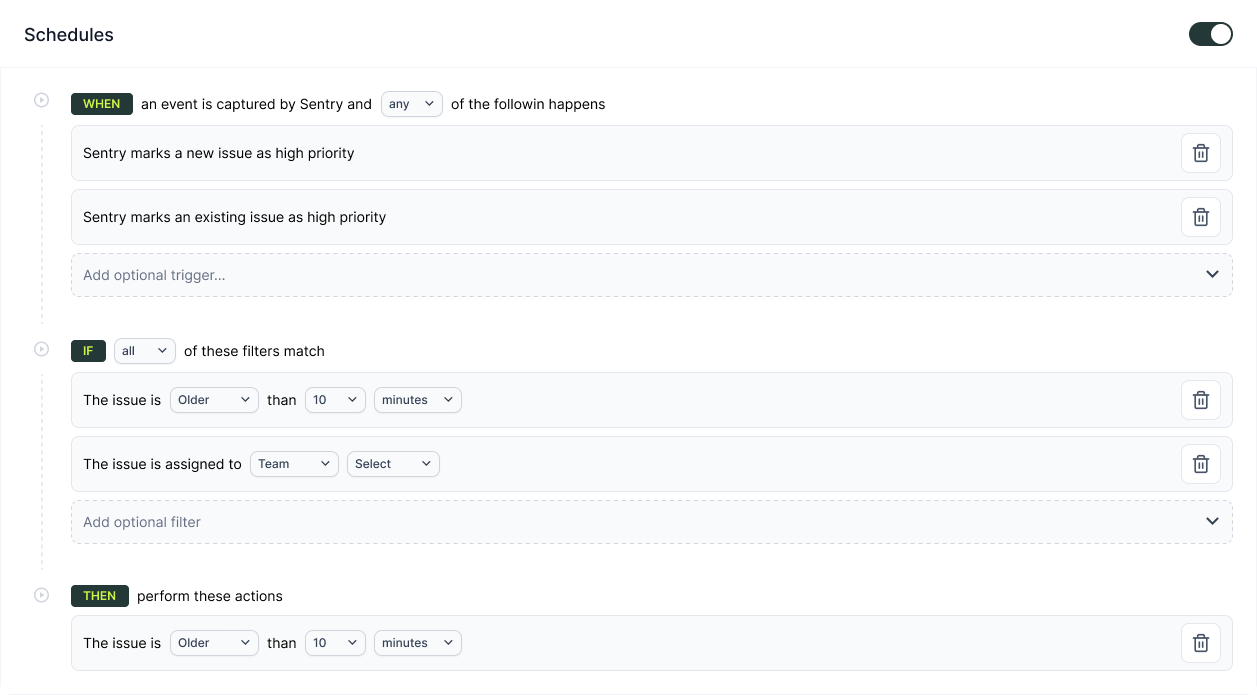 Schedules
WHEN an event is captured by Sentry and any of the followin happens
Sentry marks a new issue as high priority
Sentry marks an existing issue as high priority
Add optional trigger...
IF all of these filters match
The issue is Older than 10 minutes
The issue is assigned to Team Select
Add optional filter
THEN perform these actions
The issue is Older than 10 minutes